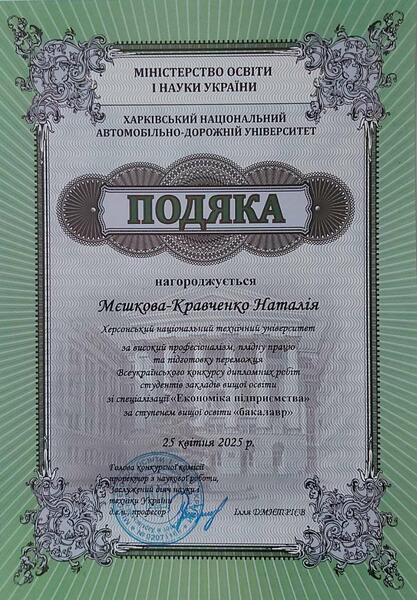 МІНІСТЕРСТВО ОСВІТИ
І НАУКИ УКРАЇНИ
ХАРКІВСЬКИЙ НАЦІОНАЛЬНИЙ
АВТОМОБІЛЬНО-ДОРОЖНІЙ УНІВЕРСИТЕТ
ПОДЯКА
нагороджується
Мєшкова-Кравченко Наталія
Херсонський національний технічний університет
за високий професіоналізм, плідну працю
та підготовку переможця
Всеукраїнського конкурсу дипломних робіт
студентів закладів вищої освіти
зі спеціалізації «Економіка підприємства»
за ступенем вищої освіти «бакалавр»
25 квітня 2025 р.
Голова конкурсної комісії
проректор з наукової роботи,
Заслужений діяч науки і
техніки України
д.е.н., професор
Ілля ДМИТРІЄВ